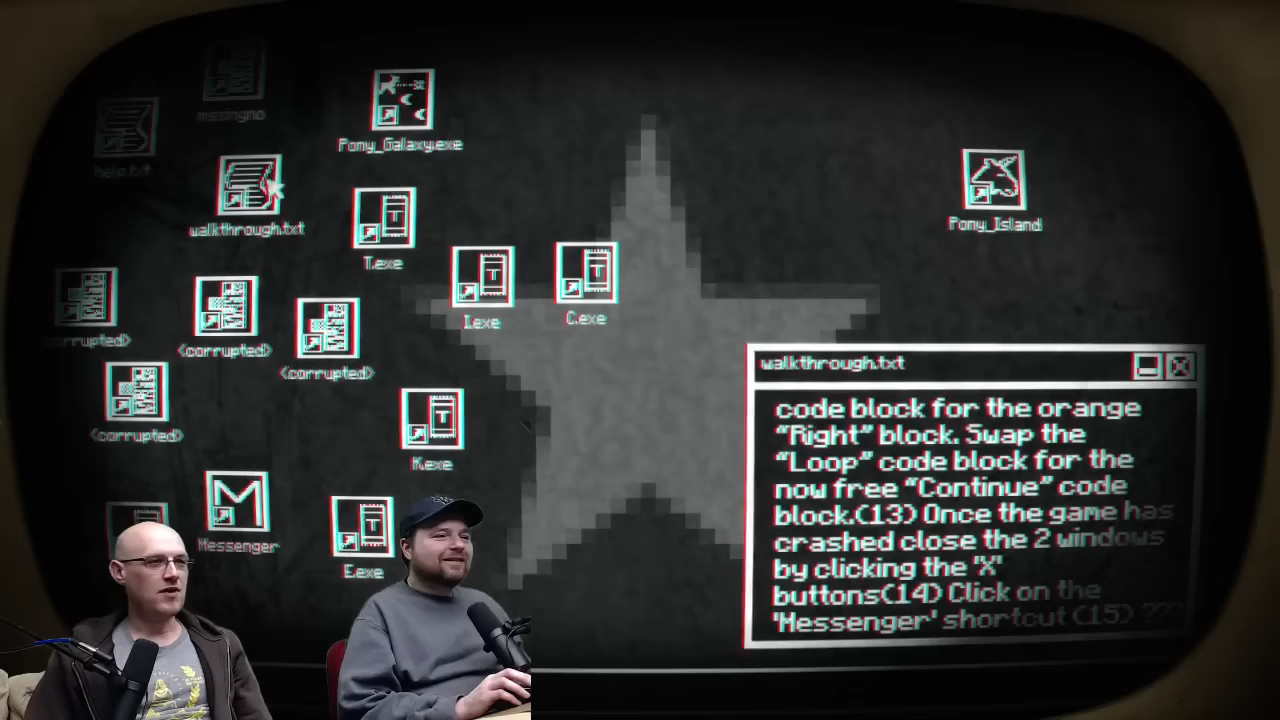 missingno
help.txt
Pony_Galaxy.exe
walkthrough.txt
Pony_Island
T
T.exe
T
I.exe
T
C.exe
<corrupted>
<corrupted>
walkthrough.txt
code block for the orange
"Right" block. Swap the
"Loop" code block for the
now free "Continue" code
block.(13) Once the game has
crashed close the 2 windows
by clicking the 'X'
buttons(14) Click on the
'Messenger' shortcut (15) ???
corrupted>
<corrupted>
T
K.exe
M
Messenger
T
E.exe